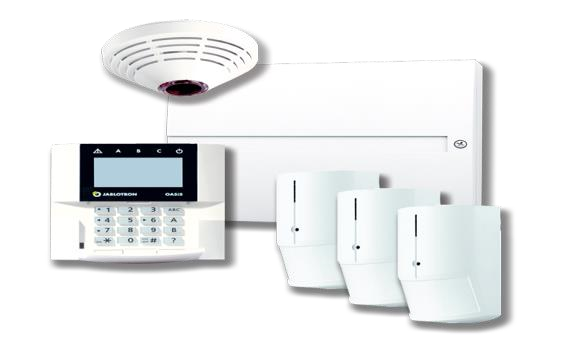 A B C
JABLOTRON OASiS
1 2 3 ABC
4 5 6
7 8 9
* 0 # ?